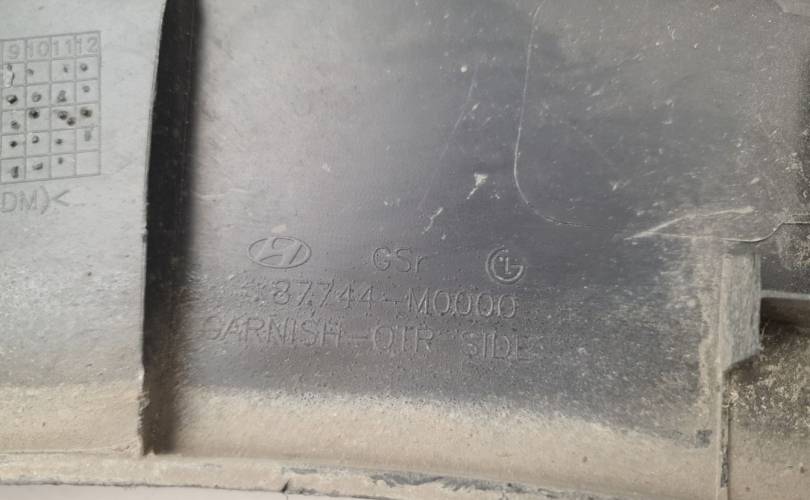 9 10 11 12
DM)<
GSr
87744-M0000
GARNISH-QTR SIDE